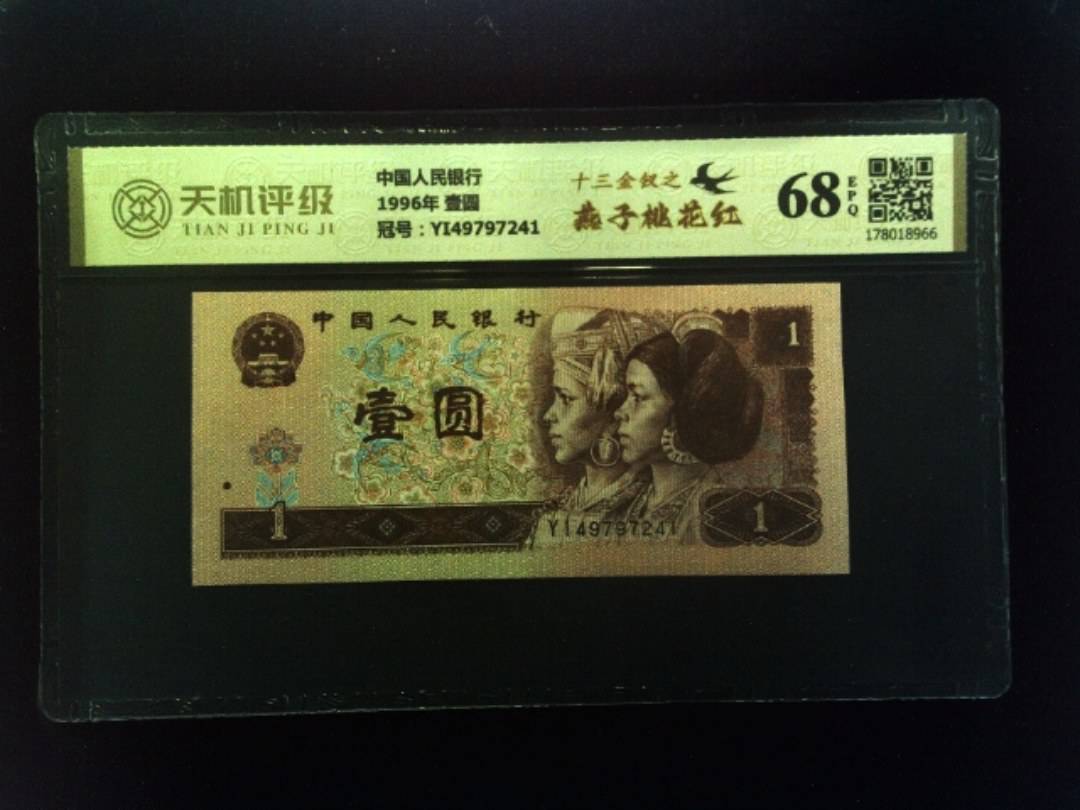 天机评级
TIAN JI PING JI
中国人民银行
1996年 壹圆
冠号：YI49797241
十三金钗之
燕子桃花红
68
EPQ
178018966
中国人民银行
1
壹圆
1
YI49797241
1